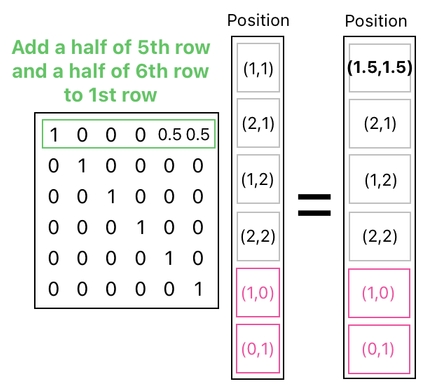 Position
Position
Add a half of 5th row
and a half of 6th row
to 1st row
1 0 0 0 0.5 0.5
0 1 0 0 0 0
0 0 1 0 0 0
0 0 0 1 0 0
0 0 0 0 1 0
0 0 0 0 0 1
(1,1)
(2,1)
(1,2)
(2,2)
(1,0)
(0,1)
=
(1.5,1.5)
(2,1)
(1,2)
(2,2)
(1,0)
(0,1)